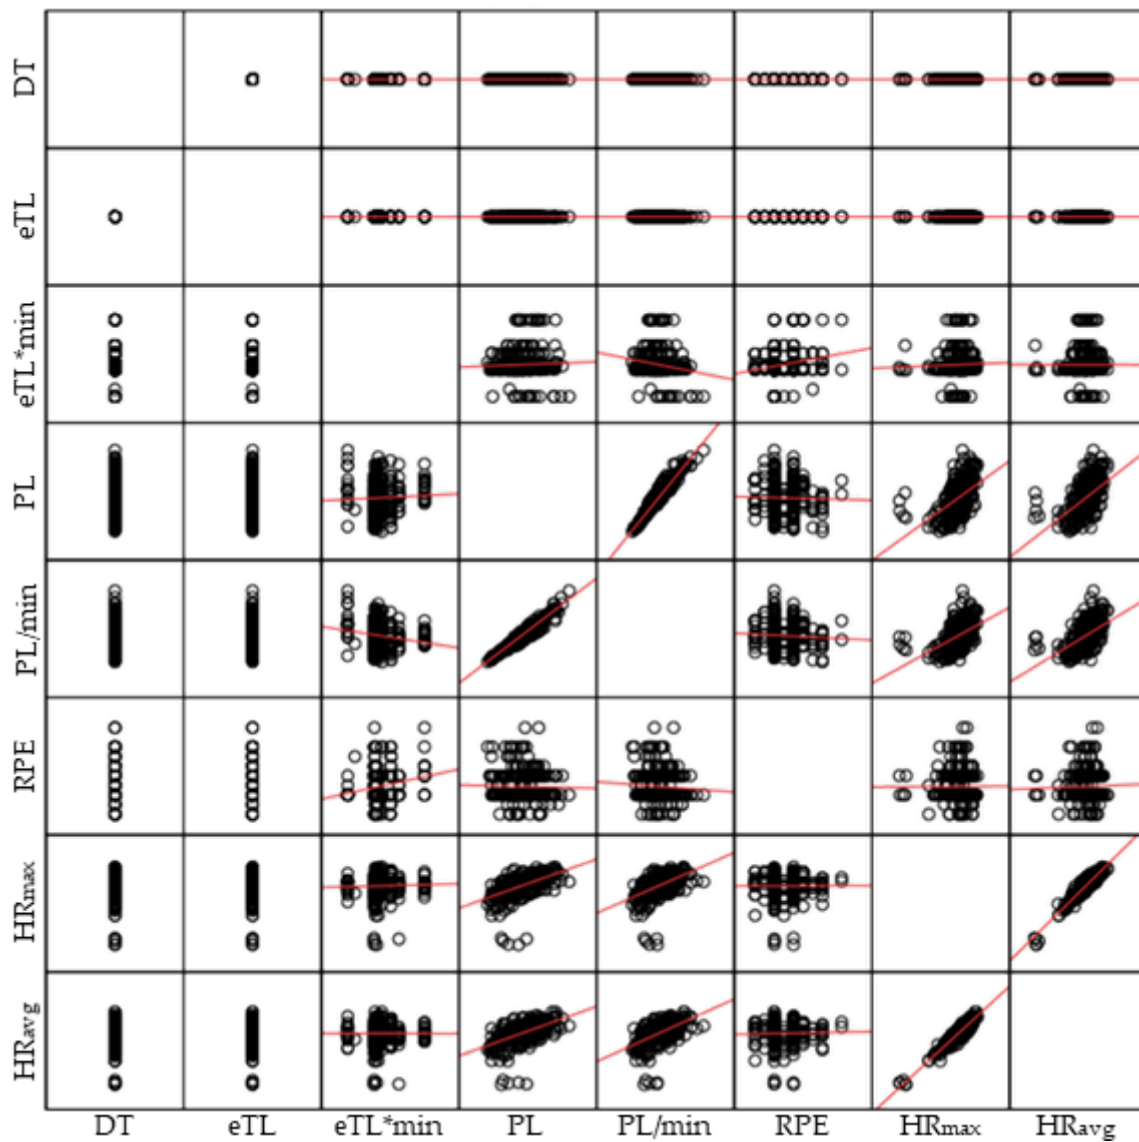 DT
eTL
eTL*min
PL
PL/min
RPE
HRmax
HRavg
DT eTL eTL*min PL PL/min RPE HRmax HRavg